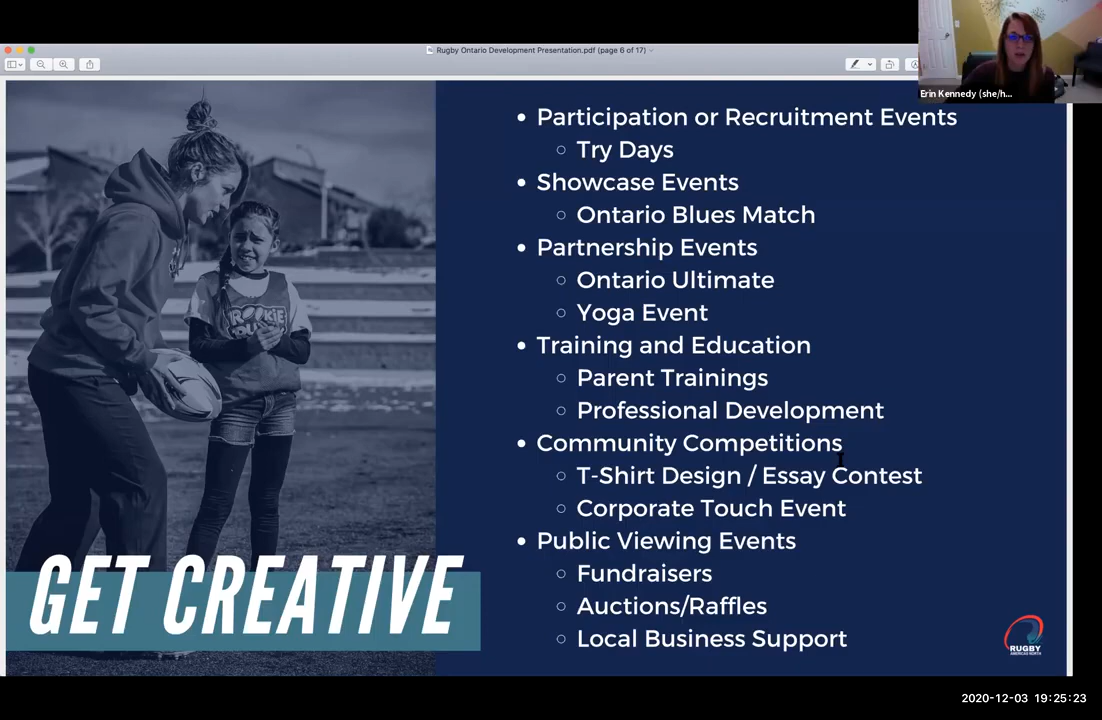 Rugby Ontario Development Presentation.pdf (page 6 of 17)
Erin Kennedy (she/h...
• Participation or Recruitment Events
○ Try Days
• Showcase Events
○ Ontario Blues Match
• Partnership Events
○ Ontario Ultimate
○ Yoga Event
• Training and Education
○ Parent Trainings
○ Professional Development
• Community Competitions
○ T-Shirt Design / Essay Contest
○ Corporate Touch Event
• Public Viewing Events
○ Fundraisers
○ Auctions/Raffles
○ Local Business Support
ROOKIE
GET CREATIVE
RUGBY
AMERICAS NORTH
2020-12-03 19:25:23